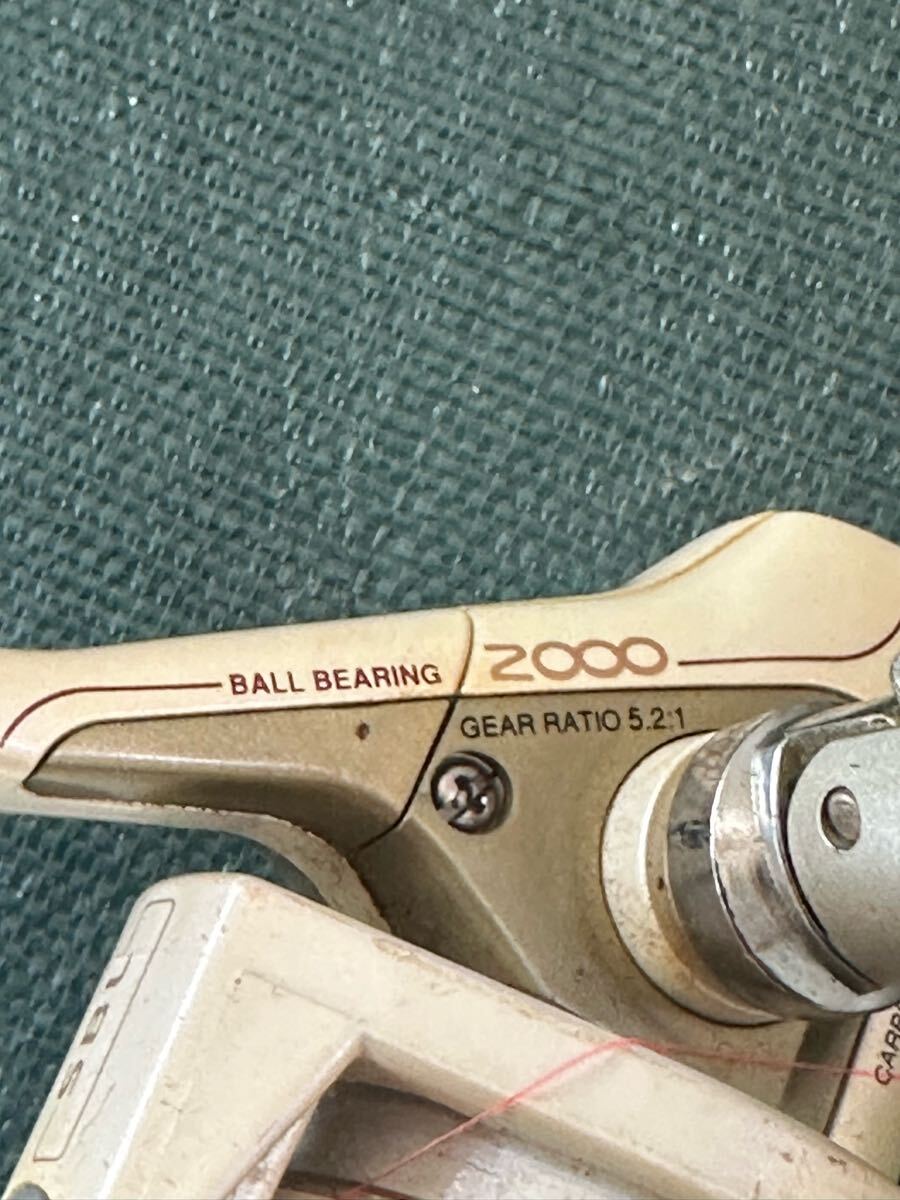 BALL BEARING 2000
GEAR RATIO 5.2:1